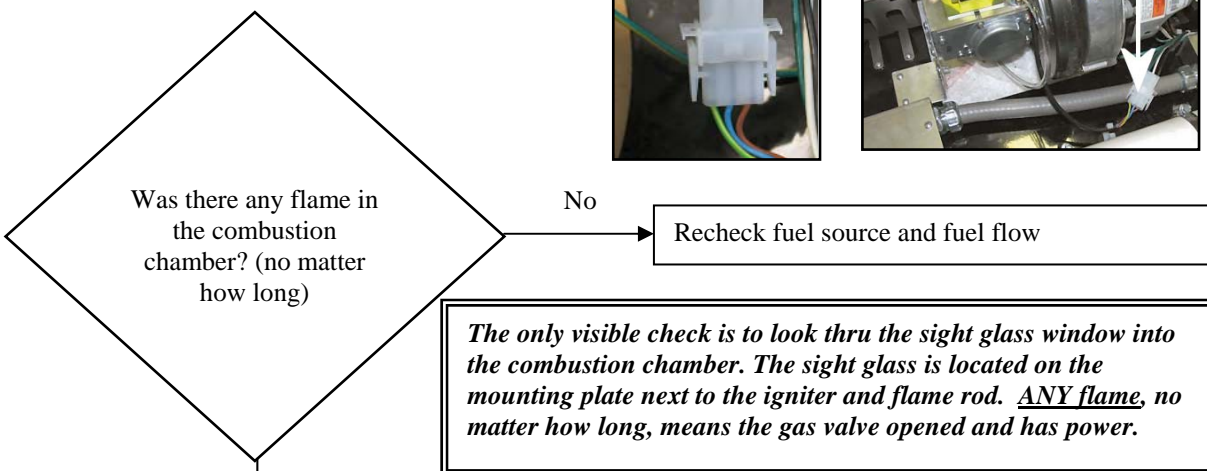 Was there any flame in
the combustion
chamber? (no matter
how long)
No
Recheck fuel source and fuel flow
The only visible check is to look thru the sight glass window into
the combustion chamber. The sight glass is located on the
mounting plate next to the igniter and flame rod. ANY flame, no
matter how long, means the gas valve opened and has power.